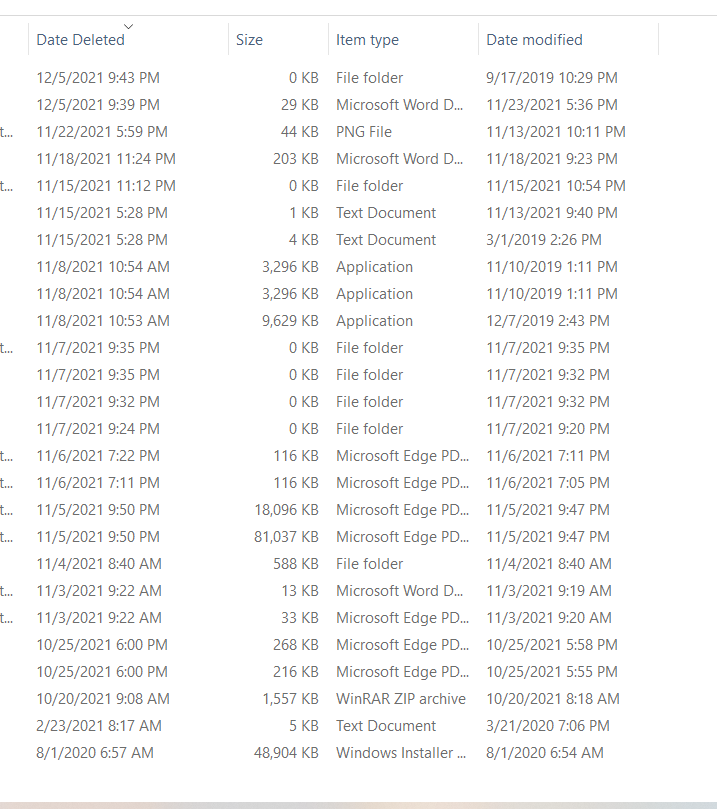 Date Deleted Size Item type Date modified
12/5/2021 9:43 PM 0 KB File folder 9/17/2019 10:29 PM
12/5/2021 9:39 PM 29 KB Microsoft Word D... 11/23/2021 5:36 PM
t... 11/22/2021 5:59 PM 44 KB PNG File 11/13/2021 10:11 PM
11/18/2021 11:24 PM 203 KB Microsoft Word D... 11/18/2021 9:23 PM
t... 11/15/2021 11:12 PM 0 KB File folder 11/15/2021 10:54 PM
11/15/2021 5:28 PM 1 KB Text Document 11/13/2021 9:40 PM
11/15/2021 5:28 PM 4 KB Text Document 3/1/2019 2:26 PM
11/8/2021 10:54 AM 3,296 KB Application 11/10/2019 1:11 PM
11/8/2021 10:54 AM 3,296 KB Application 11/10/2019 1:11 PM
11/8/2021 10:53 AM 9,629 KB Application 12/7/2019 2:43 PM
t... 11/7/2021 9:35 PM 0 KB File folder 11/7/2021 9:35 PM
11/7/2021 9:35 PM 0 KB File folder 11/7/2021 9:32 PM
11/7/2021 9:32 PM 0 KB File folder 11/7/2021 9:32 PM
11/7/2021 9:24 PM 0 KB File folder 11/7/2021 9:20 PM
t... 11/6/2021 7:22 PM 116 KB Microsoft Edge PD... 11/6/2021 7:11 PM
t... 11/6/2021 7:11 PM 116 KB Microsoft Edge PD... 11/6/2021 7:05 PM
t... 11/5/2021 9:50 PM 18,096 KB Microsoft Edge PD... 11/5/2021 9:47 PM
t... 11/5/2021 9:50 PM 81,037 KB Microsoft Edge PD... 11/5/2021 9:47 PM
11/4/2021 8:40 AM 588 KB File folder 11/4/2021 8:40 AM
t... 11/3/2021 9:22 AM 13 KB Microsoft Word D... 11/3/2021 9:19 AM
t... 11/3/2021 9:22 AM 33 KB Microsoft Edge PD... 11/3/2021 9:20 AM
10/25/2021 6:00 PM 268 KB Microsoft Edge PD... 10/25/2021 5:58 PM
10/25/2021 6:00 PM 216 KB Microsoft Edge PD... 10/25/2021 5:55 PM
10/20/2021 9:08 AM 1,557 KB WinRAR ZIP archive 10/20/2021 8:18 AM
2/23/2021 8:17 AM 5 KB Text Document 3/21/2020 7:06 PM
8/1/2020 6:57 AM 48,904 KB Windows Installer ... 8/1/2020 6:54 AM